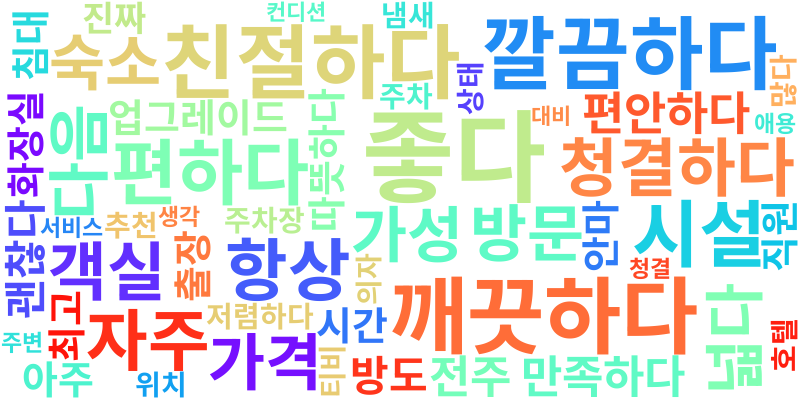 진짜
컨디션
냄새
침대
숙소
친절하다
깔끔하다
상태
많다
주차
업그레이드
대비
편안하다
애용
화장실
다음
편하다
따뜻하다
좋다
청결하다
괜찮다
서비스
추천
생각
주차장
가성
방문
안마
시설
직원
객실
출장
항상
의자
청결
깨끗하다
넓다
최고
자주
저렴하다
시간
호텔
주변
아주
위치
가격
티비
방도
전주
만족하다